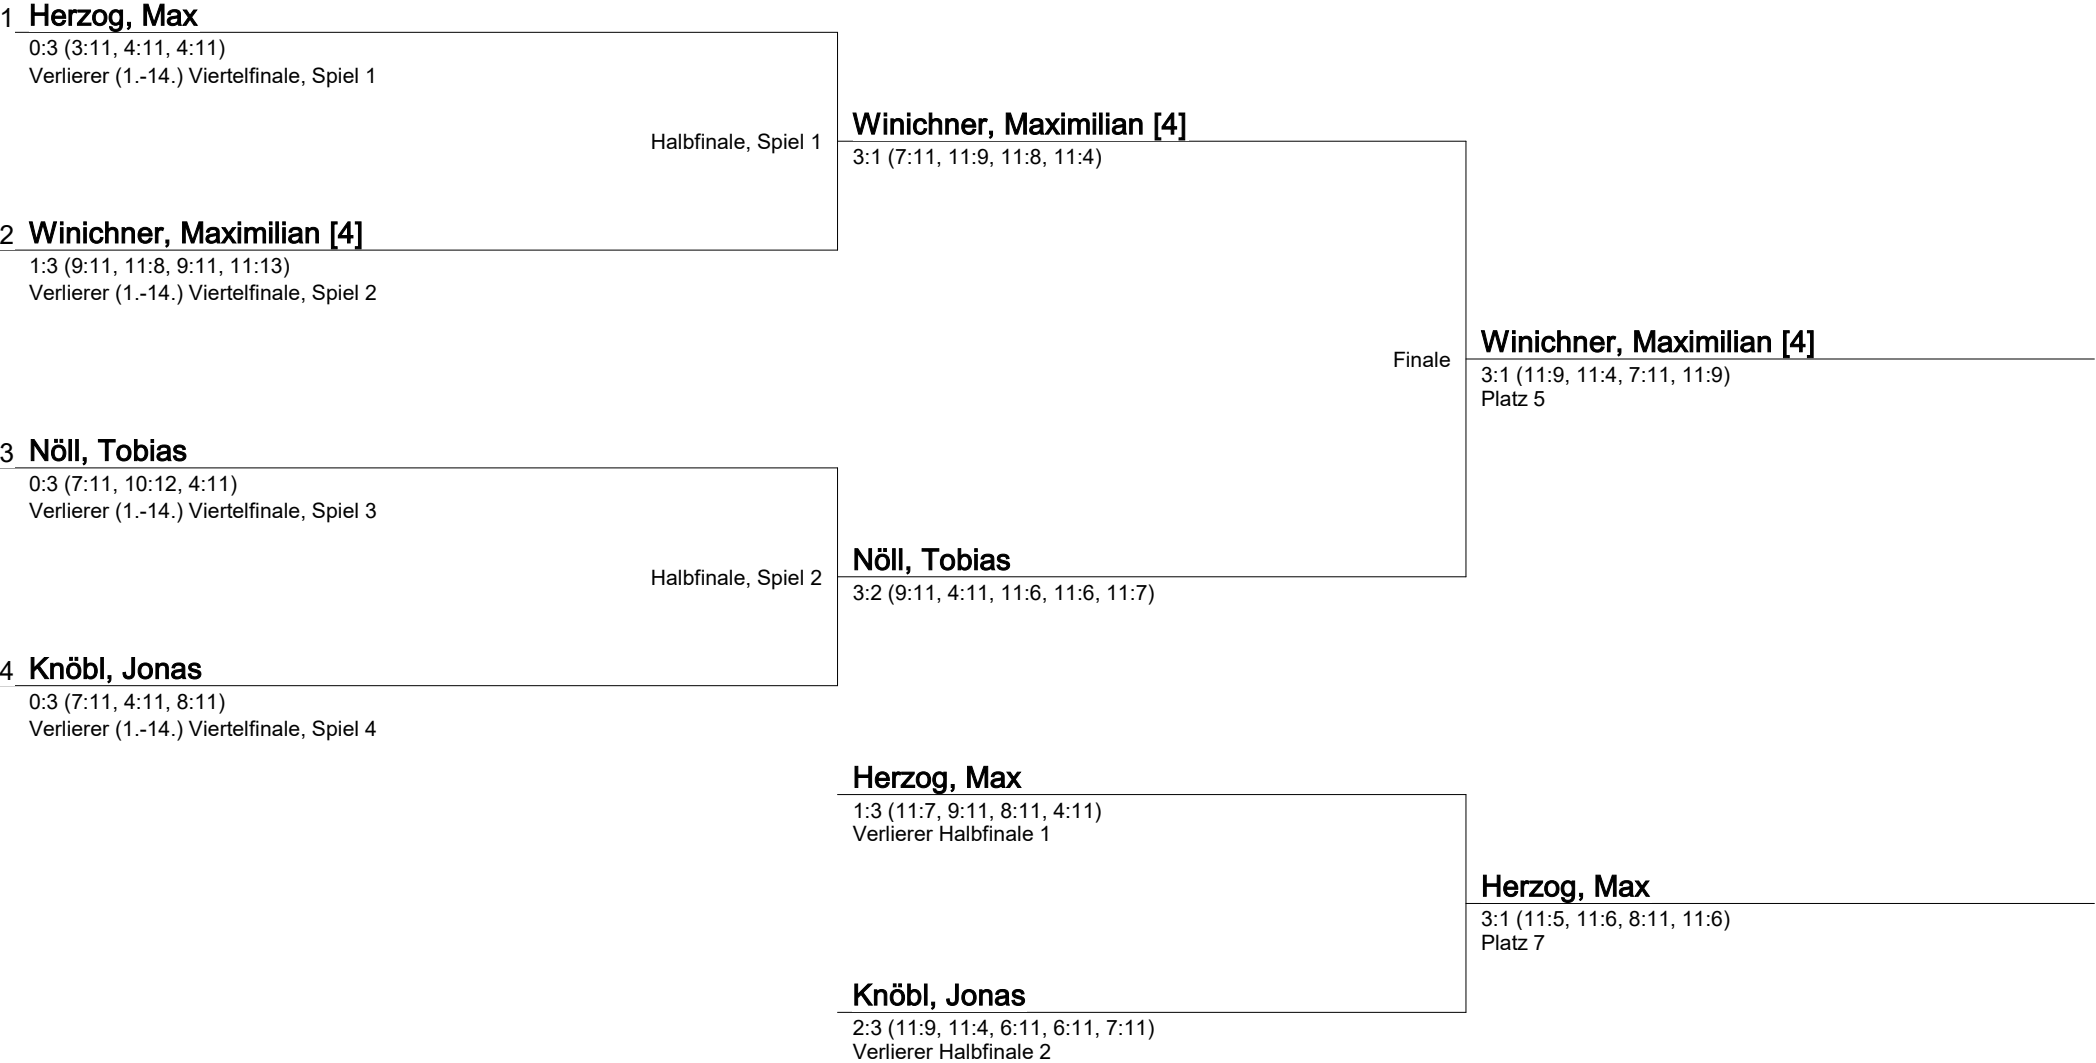 1 Herzog, Max
0:3 (3:11, 4:11, 4:11)
Verlierer (1.-14.) Viertelfinale, Spiel 1
Winichner, Maximilian [4]
Halbfinale, Spiel 1
3:1 (7:11, 11:9, 11:8, 11:4)
2 Winichner, Maximilian [4]
1:3 (9:11, 11:8, 9:11, 11:13)
Verlierer (1.-14.) Viertelfinale, Spiel 2
Winichner, Maximilian [4]
Finale
3:1 (11:9, 11:4, 7:11, 11:9)
Platz 5
3 Nöll, Tobias
0:3 (7:11, 10:12, 4:11)
Verlierer (1.-14.) Viertelfinale, Spiel 3
Nöll, Tobias
Halbfinale, Spiel 2
3:2 (9:11, 4:11, 11:6, 11:6, 11:7)
4 Knöbl, Jonas
0:3 (7:11, 4:11, 8:11)
Verlierer (1.-14.) Viertelfinale, Spiel 4
Herzog, Max
1:3 (11:7, 9:11, 8:11, 4:11)
Verlierer Halbfinale 1
Herzog, Max
3:1 (11:5, 11:6, 8:11, 11:6)
Platz 7
Knöbl, Jonas
2:3 (11:9, 11:4, 6:11, 6:11, 7:11)
Verlierer Halbfinale 2